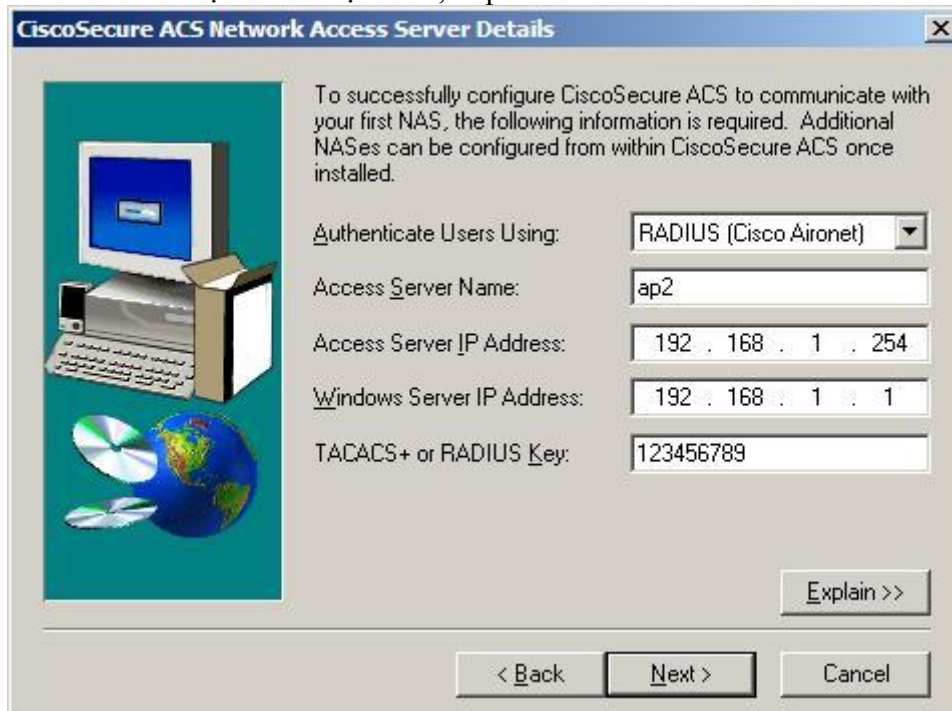 CiscoSecure ACS Network Access Server Details
To successfully configure CiscoSecure ACS to communicate with
your first NAS, the following information is required. Additional
NASes can be configured from within CiscoSecure ACS once
installed.
Authenticate Users Using: RADIUS (Cisco Aironet)
Access Server Name: ap2
Access Server IP Address: 192 . 168 . 1 . 254
Windows Server IP Address: 192 . 168 . 1 . 1
TACACS+ or RADIUS Key: 123456789
Explain >>
< Back Next > Cancel